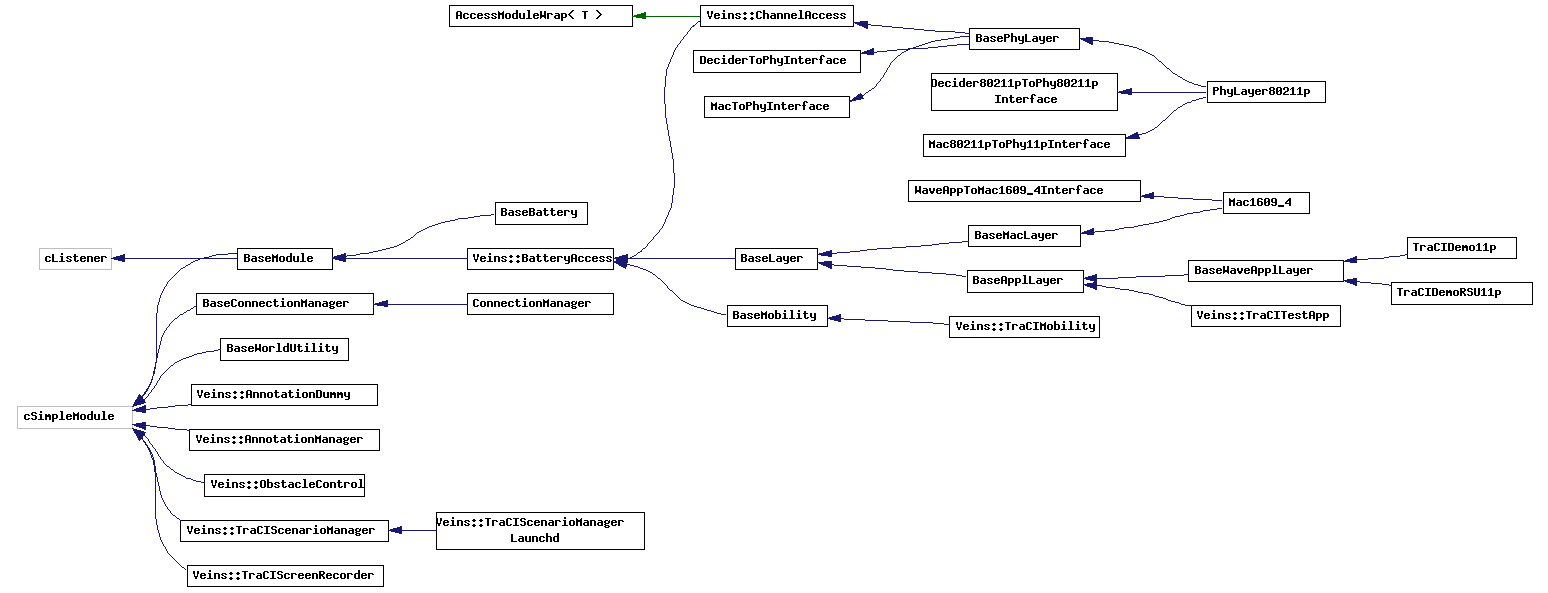 AccessModuleWrap< T >
Veins::ChannelAccess
BasePhyLayer
DeciderToPhyInterface
Decider80211pToPhy80211p
Interface
PhyLayer80211p
MacToPhyInterface
Mac80211pToPhy11pInterface
WaveAppToMac1609_4Interface
Mac1609_4
BaseBattery
BaseMacLayer
TraCIDemo11p
cListener
BaseModule
Veins::BatteryAccess
BaseLayer
BaseWaveApplLayer
BaseApplLayer
TraCIDemoRSU11p
BaseConnectionManager
ConnectionManager
BaseMobility
Veins::TraCITestApp
Veins::TraCIMobility
BaseWorldUtility
Veins::AnnotationDummy
cSimpleModule
Veins::AnnotationManager
Veins::ObstacleControl
Veins::TraCIScenarioManager
Veins::TraCIScenarioManager
Launchd
Veins::TraCIScreenRecorder